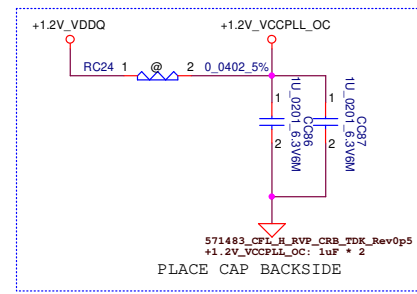 +1.2V_VDDQ
+1.2V_VCCPLL_OC
RC24 1 @ 2 0_0402_5%
1 1
CC86
1U_0201_6.3V6M
CC87
1U_0201_6.3V6M
2 2
571483_CFL_H_RVP_CRB_TDK_Rev0p5
+1.2V_VCCPLL_OC: 1uF * 2
PLACE CAP BACKSIDE